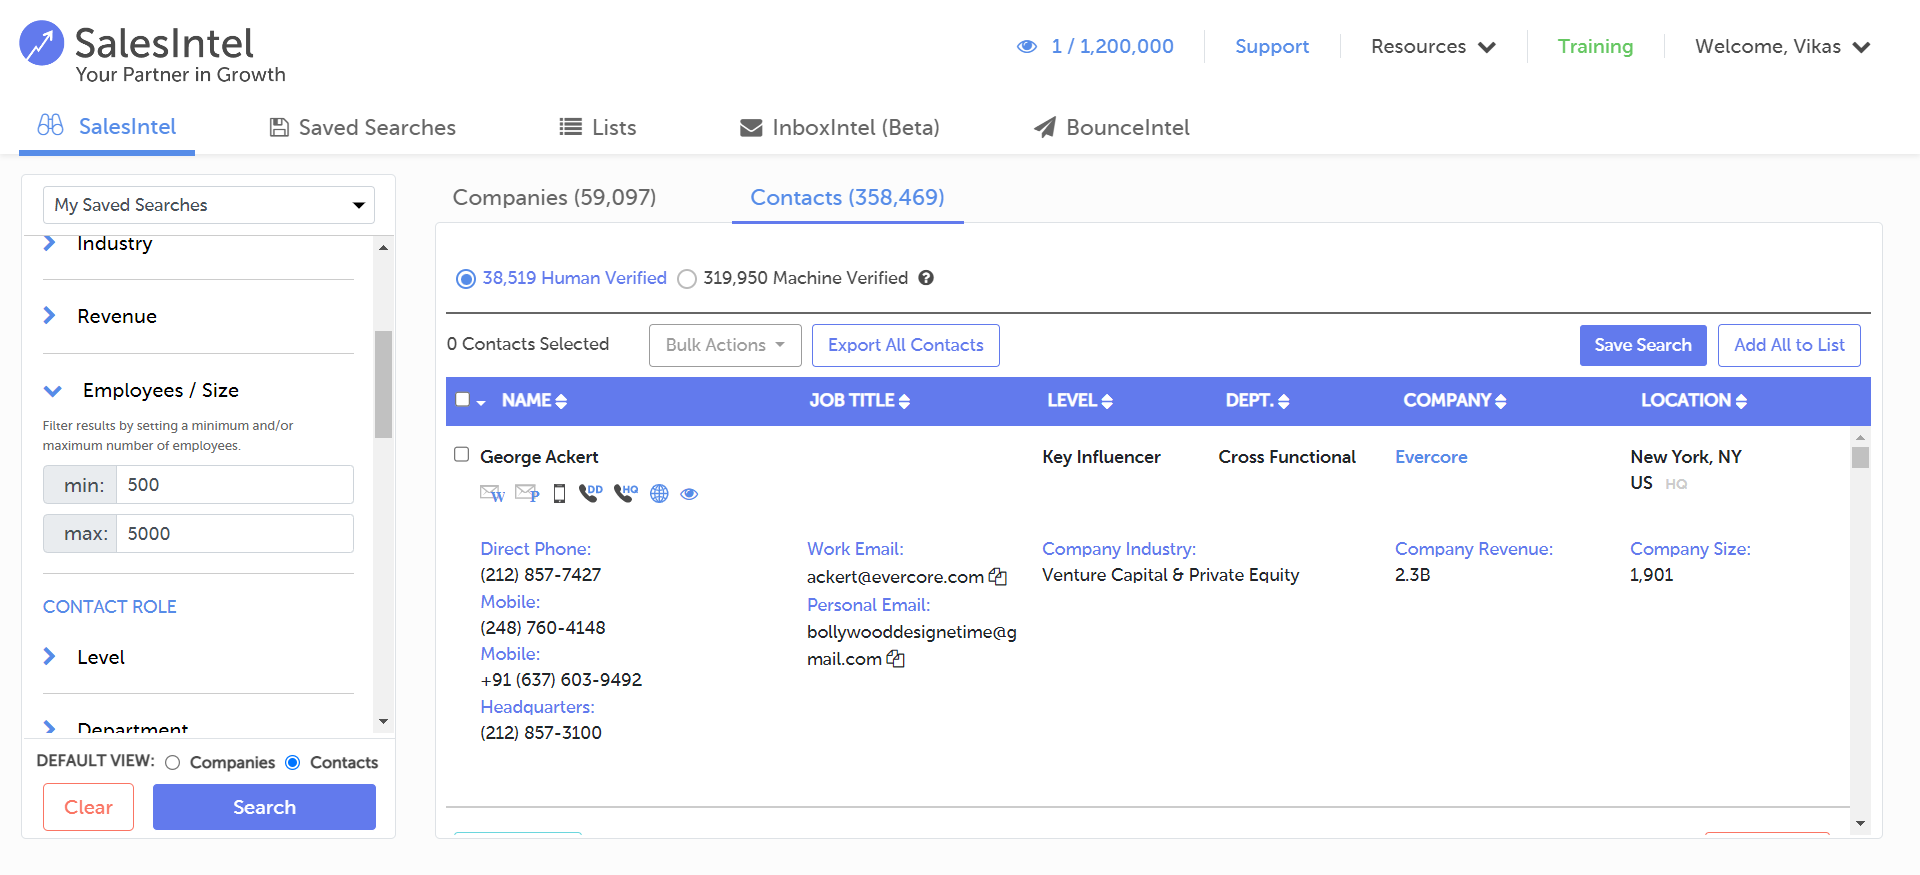 SalesIntel
Your Partner in Growth
1 / 1,200,000
Support
Resources
Training
Welcome, Vikas
SalesIntel
Saved Searches
Lists
InboxIntel (Beta)
BounceIntel
My Saved Searches
Industry
Revenue
Employees / Size
Filter results by setting a minimum and/or
maximum number of employees.
min: 500
max: 5000
CONTACT ROLE
Level
Department
DEFAULT VIEW: Companies Contacts
Clear
Search
Companies (59,097)
Contacts (358,469)
38,519 Human Verified
319,950 Machine Verified ?
0 Contacts Selected
Bulk Actions
Export All Contacts
Save Search
Add All to List
NAME JOB TITLE LEVEL DEPT. COMPANY LOCATION
George Ackert
Key Influencer
Cross Functional
Evercore
New York, NY
US HQ
W P DD HQ
Direct Phone:
(212) 857-7427
Mobile:
(248) 760-4148
Mobile:
+91 (637) 603-9492
Headquarters:
(212) 857-3100
Work Email:
ackert@evercore.com
Personal Email:
bollywooddesignetime@g
mail.com
Company Industry:
Venture Capital & Private Equity
Company Revenue:
2.3B
Company Size:
1,901